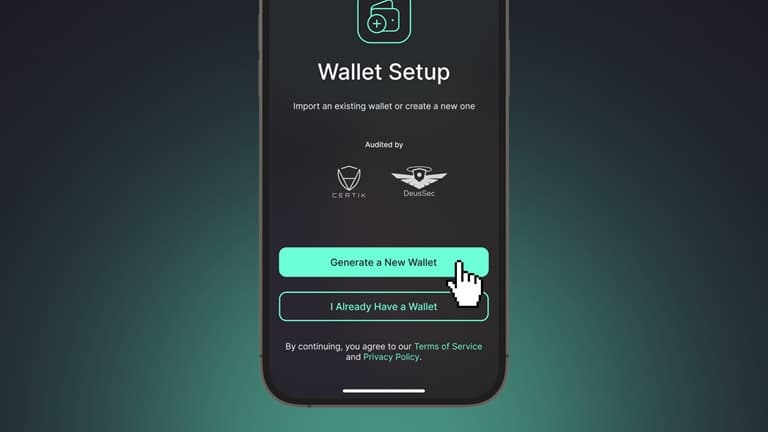 Wallet Setup
Import an existing wallet or create a new one
Audited by
CERTIK
DeusSec
Generate a New Wallet
I Already Have a Wallet
By continuing, you agree to our Terms of Service
and Privacy Policy.